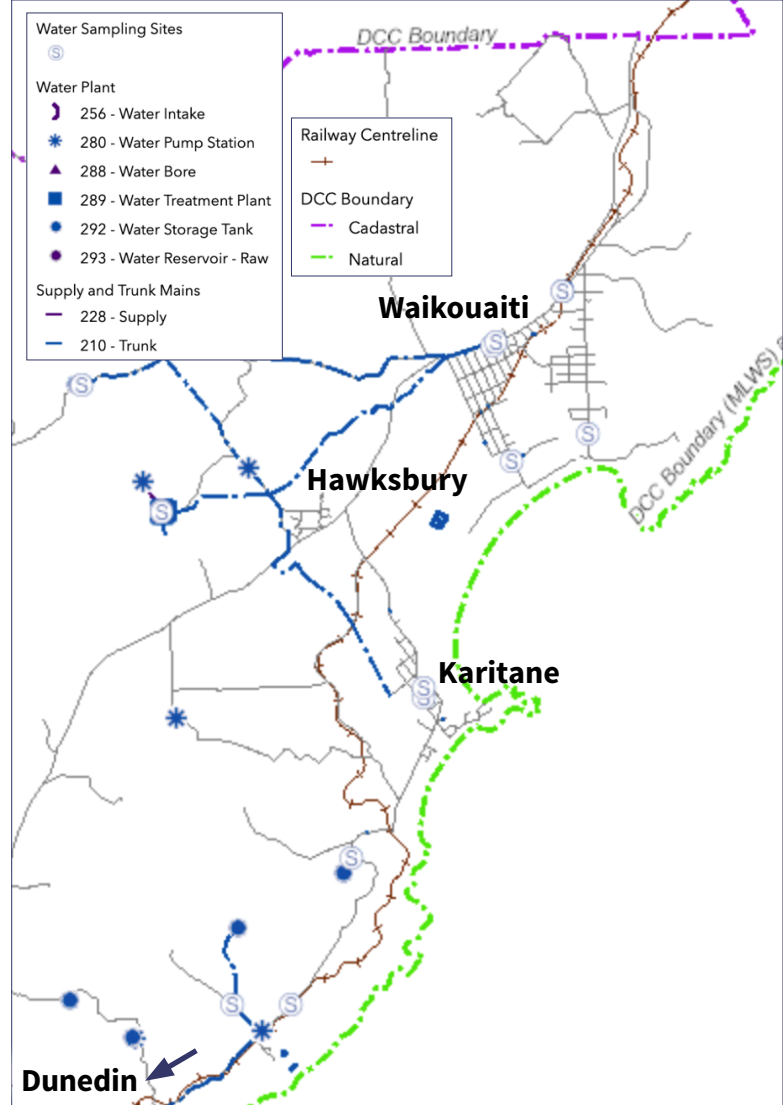 Water Sampling Sites
S
Water Plant
256 - Water Intake
280 - Water Pump Station
288 - Water Bore
289 - Water Treatment Plant
292 - Water Storage Tank
293 - Water Reservoir - Raw
Supply and Trunk Mains
228 - Supply
210 - Trunk
Railway Centreline
DCC Boundary
Cadastral
Natural
DCC Boundary
S
Waikouaiti
S
S
S
S
DCC Boundary (MLWS)
Hawksbury
S
Karitane
S
S
S
S
S
Dunedin